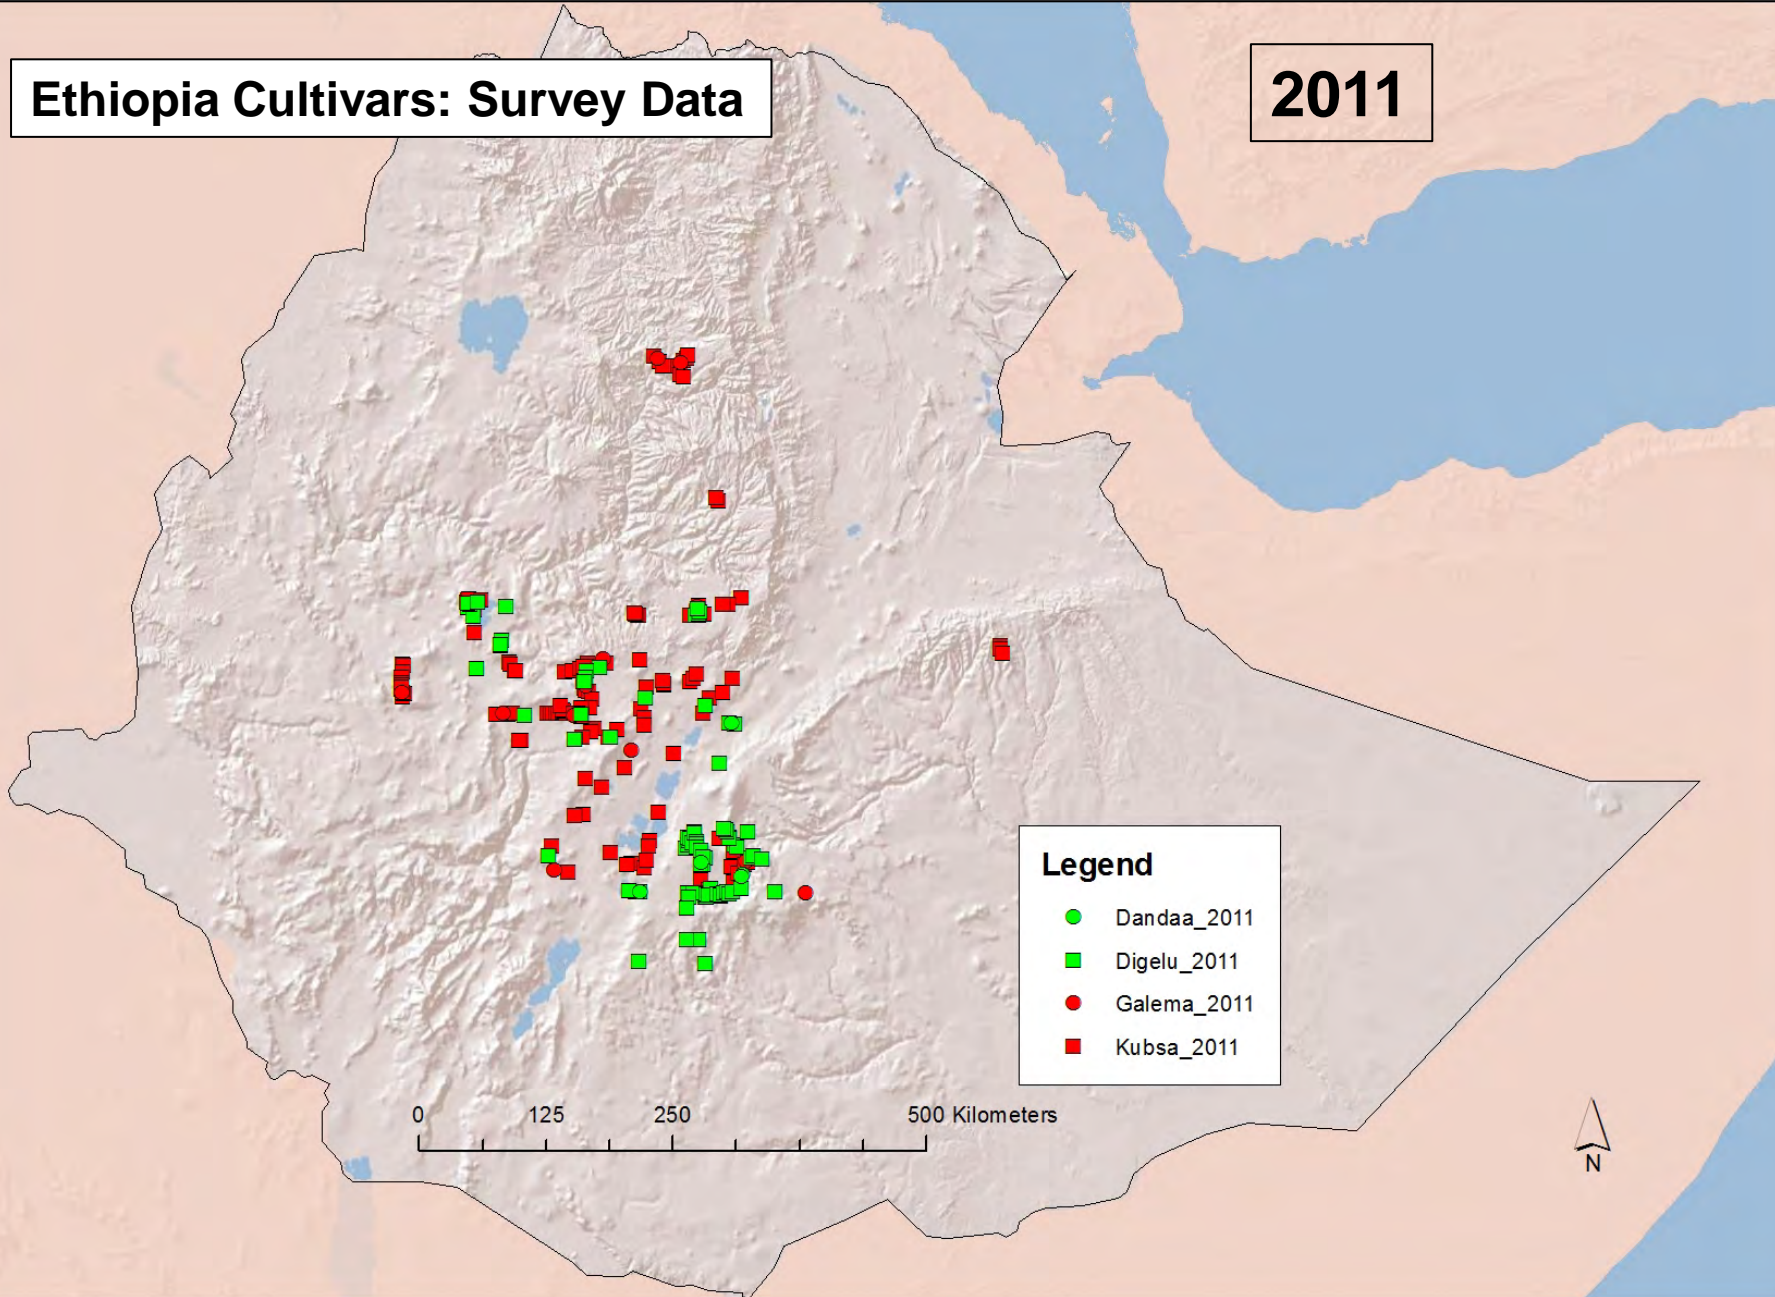 Ethiopia Cultivars: Survey Data
2011
Legend
Dandaa_2011
Digelu_2011
Galema_2011
Kubsa_2011
0 125 250 500 Kilometers
N